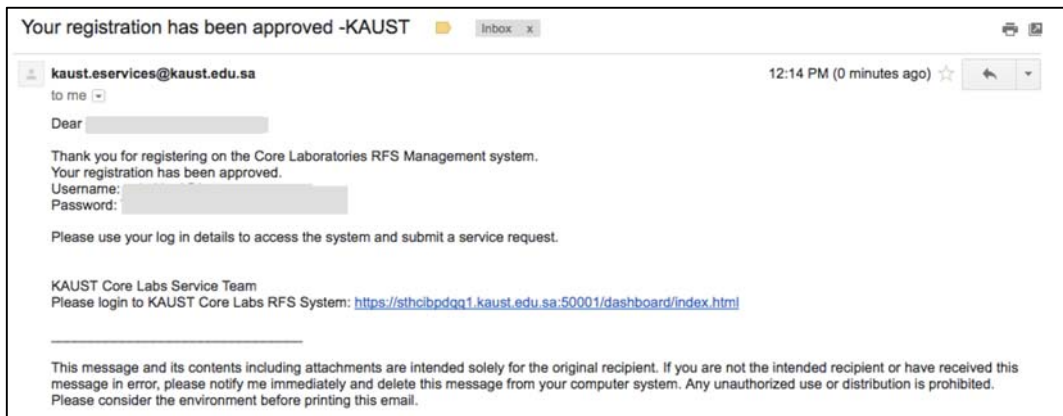 Your registration has been approved -KAUST
Inbox x
kaust.eservices@kaust.edu.sa
12:14 PM (0 minutes ago)
to me
Dear
Thank you for registering on the Core Laboratories RFS Management system.
Your registration has been approved.
Username:
Password:
Please use your log in details to access the system and submit a service request.
KAUST Core Labs Service Team
Please login to KAUST Core Labs RFS System: https://sthcibpdqq1.kaust.edu.sa:50001/dashboard/index.html
This message and its contents including attachments are intended solely for the original recipient. If you are not the intended recipient or have received this
message in error, please notify me immediately and delete this message from your computer system. Any unauthorized use or distribution is prohibited.
Please consider the environment before printing this email.